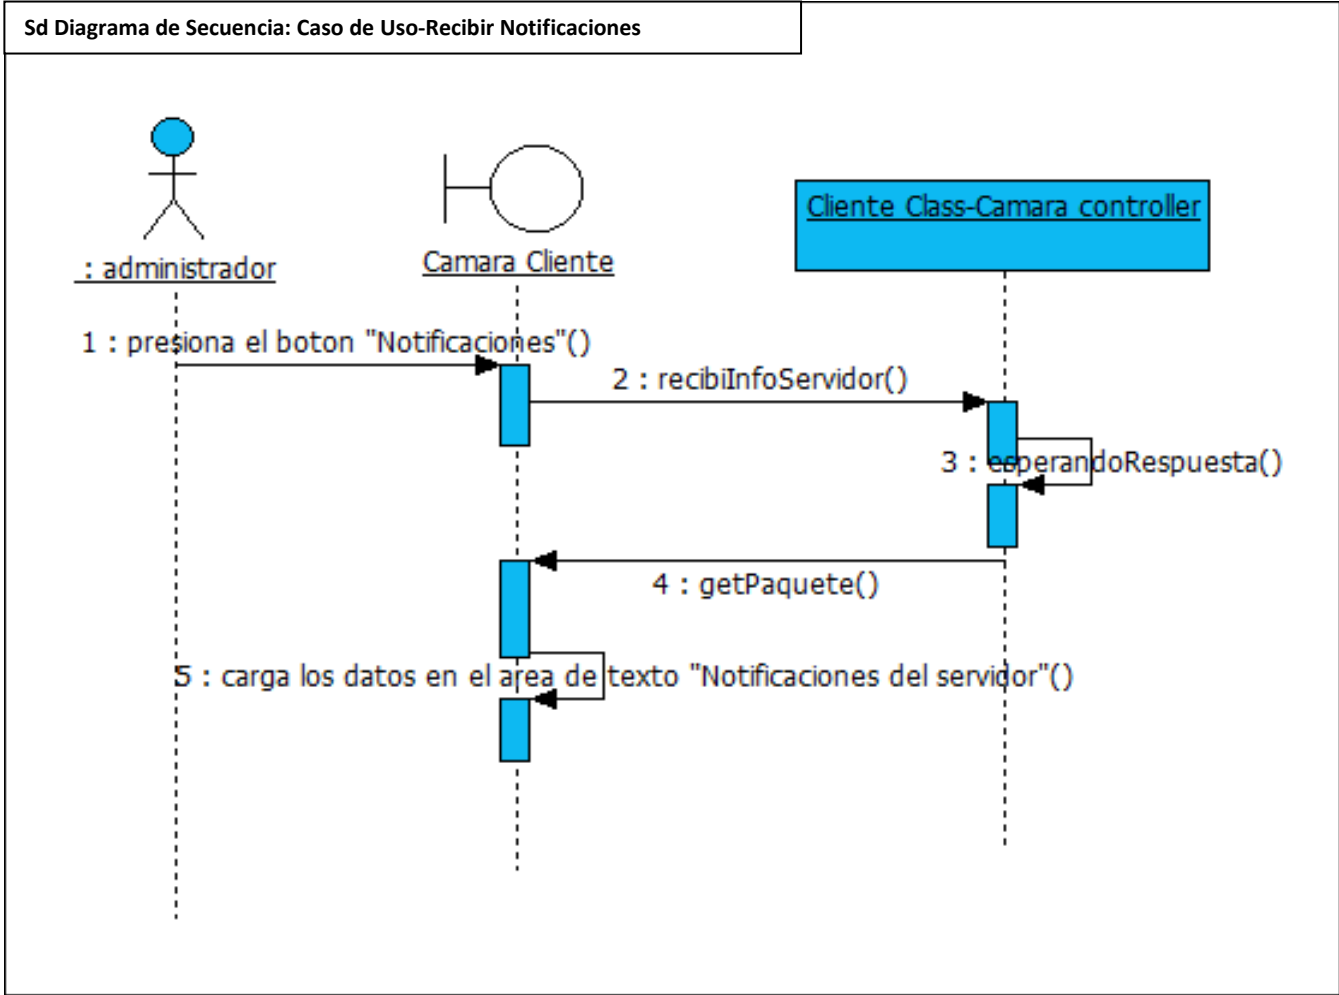 Sd Diagrama de Secuencia: Caso de Uso-Recibir Notificaciones
: administrador
Camara Cliente
Cliente Class-Camara controller
1 : presiona el boton "Notificaciones"()
2 : recibiInfoServidor()
3 : esperandoRespuesta()
4 : getPaquete()
5 : carga los datos en el area de texto "Notificaciones del servidor"()